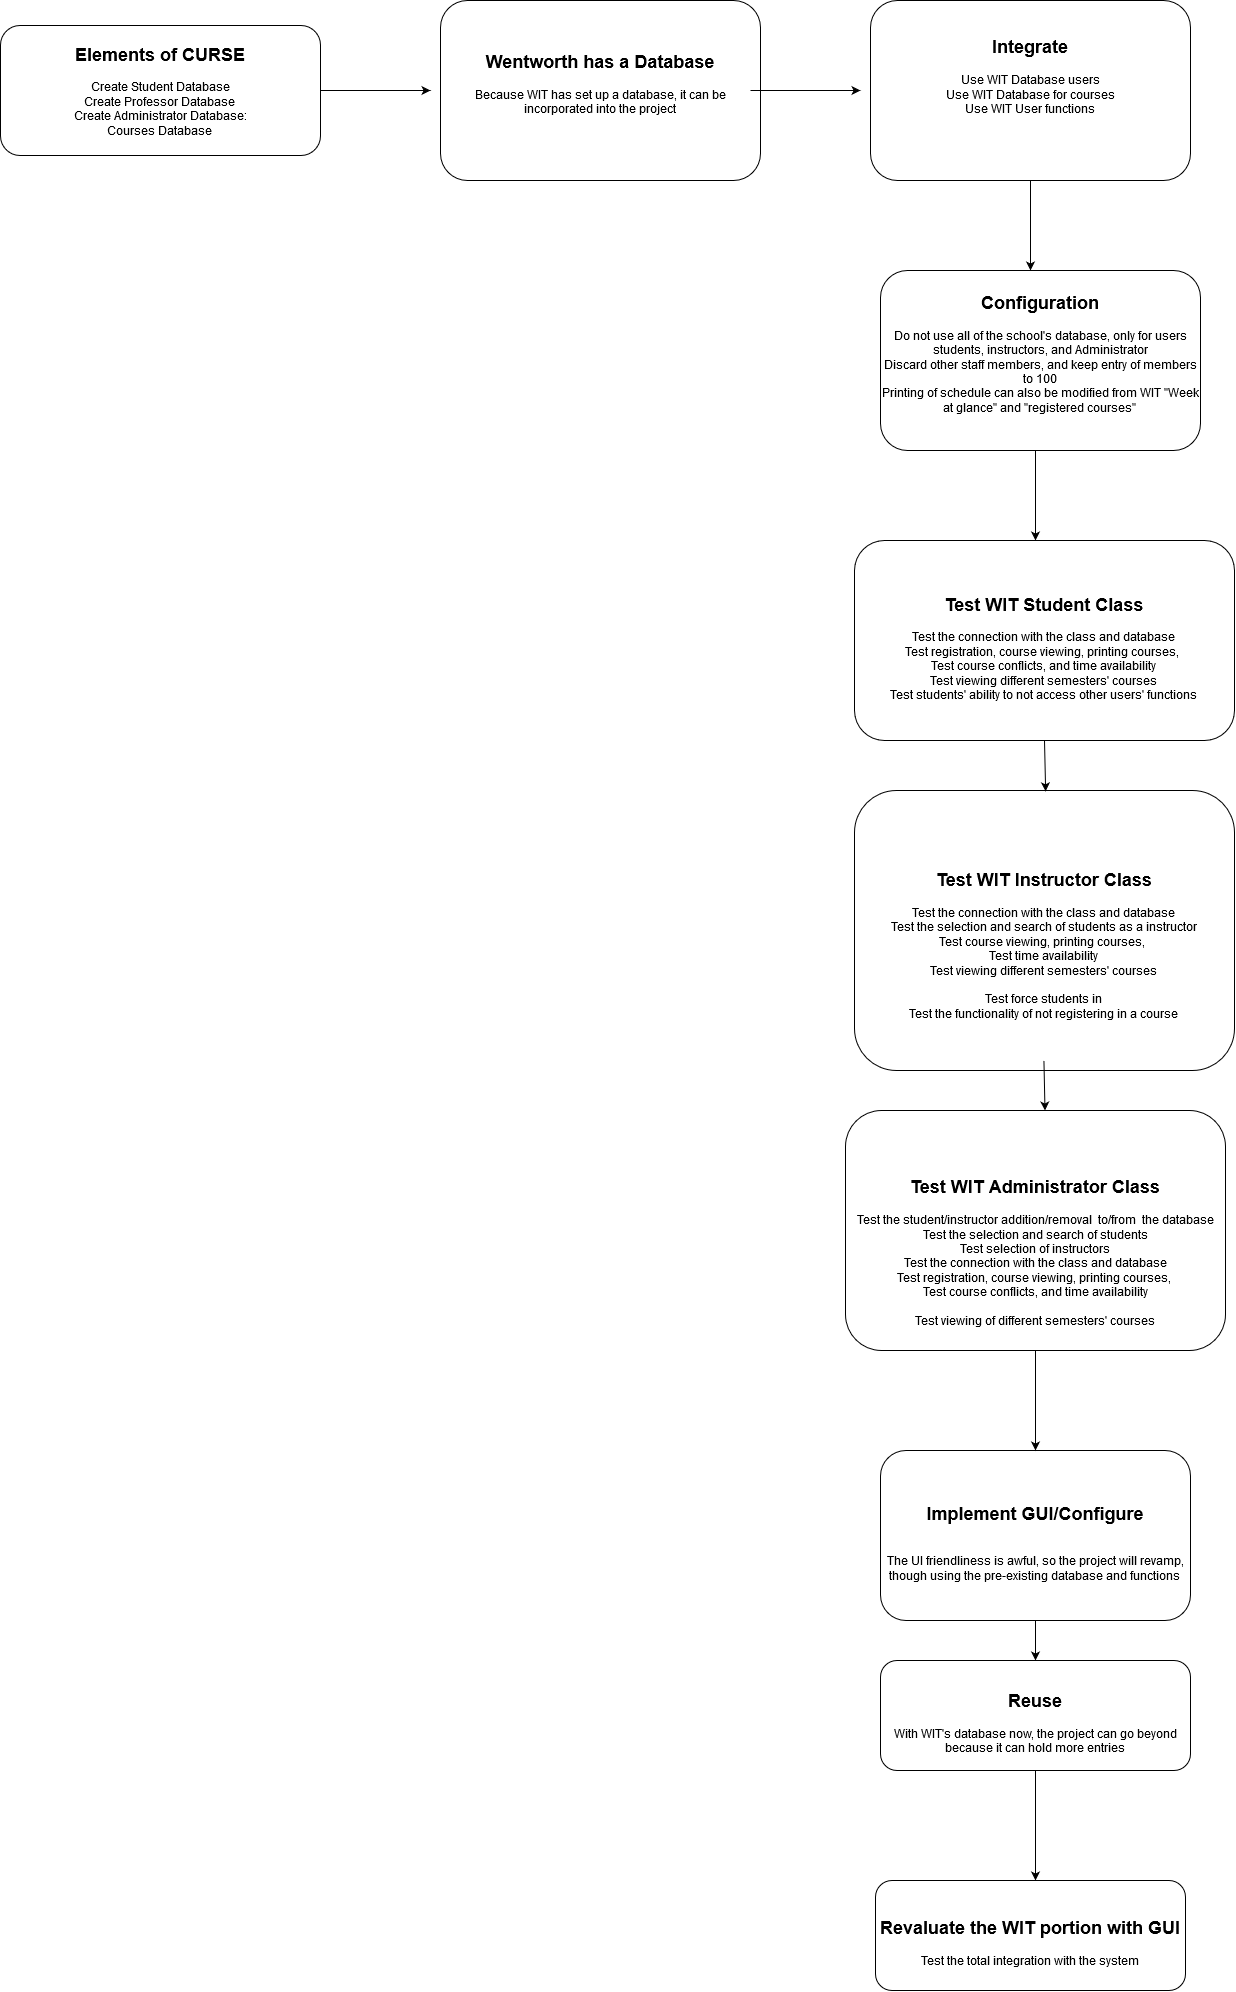 Elements of CURSE
Create Student Database
Create Professor Database
Create Administrator Database:
Courses Database
Wentworth has a Database
Because WIT has set up a database, it can be
incorporated into the project
Integrate
Use WIT Database users
Use WIT Database for courses
Use WIT User functions
Configuration
Do not use all of the school's database, only for users
students, instructors, and Administrator
Discard other staff members, and keep entry of members
to 100
Printing of schedule can also be modified from WIT "Week
at glance" and "registered courses"
Test WIT Student Class
Test the connection with the class and database
Test registration, course viewing, printing courses,
Test course conflicts, and time availability
Test viewing different semesters' courses
Test students' ability to not access other users' functions
Test WIT Instructor Class
Test the connection with the class and database
Test the selection and search of students as a instructor
Test course viewing, printing courses,
Test time availability
Test viewing different semesters' courses
Test force students in
Test the functionality of not registering in a course
Test WIT Administrator Class
Test the student/instructor addition/removal to/from the database
Test the selection and search of students
Test selection of instructors
Test the connection with the class and database
Test registration, course viewing, printing courses,
Test course conflicts, and time availability
Test viewing of different semesters' courses
Implement GUI/Configure
The UI friendliness is awful, so the project will revamp,
though using the pre-existing database and functions
Reuse
With WIT's database now, the project can go beyond
because it can hold more entries
Revaluate the WIT portion with GUI
Test the total integration with the system